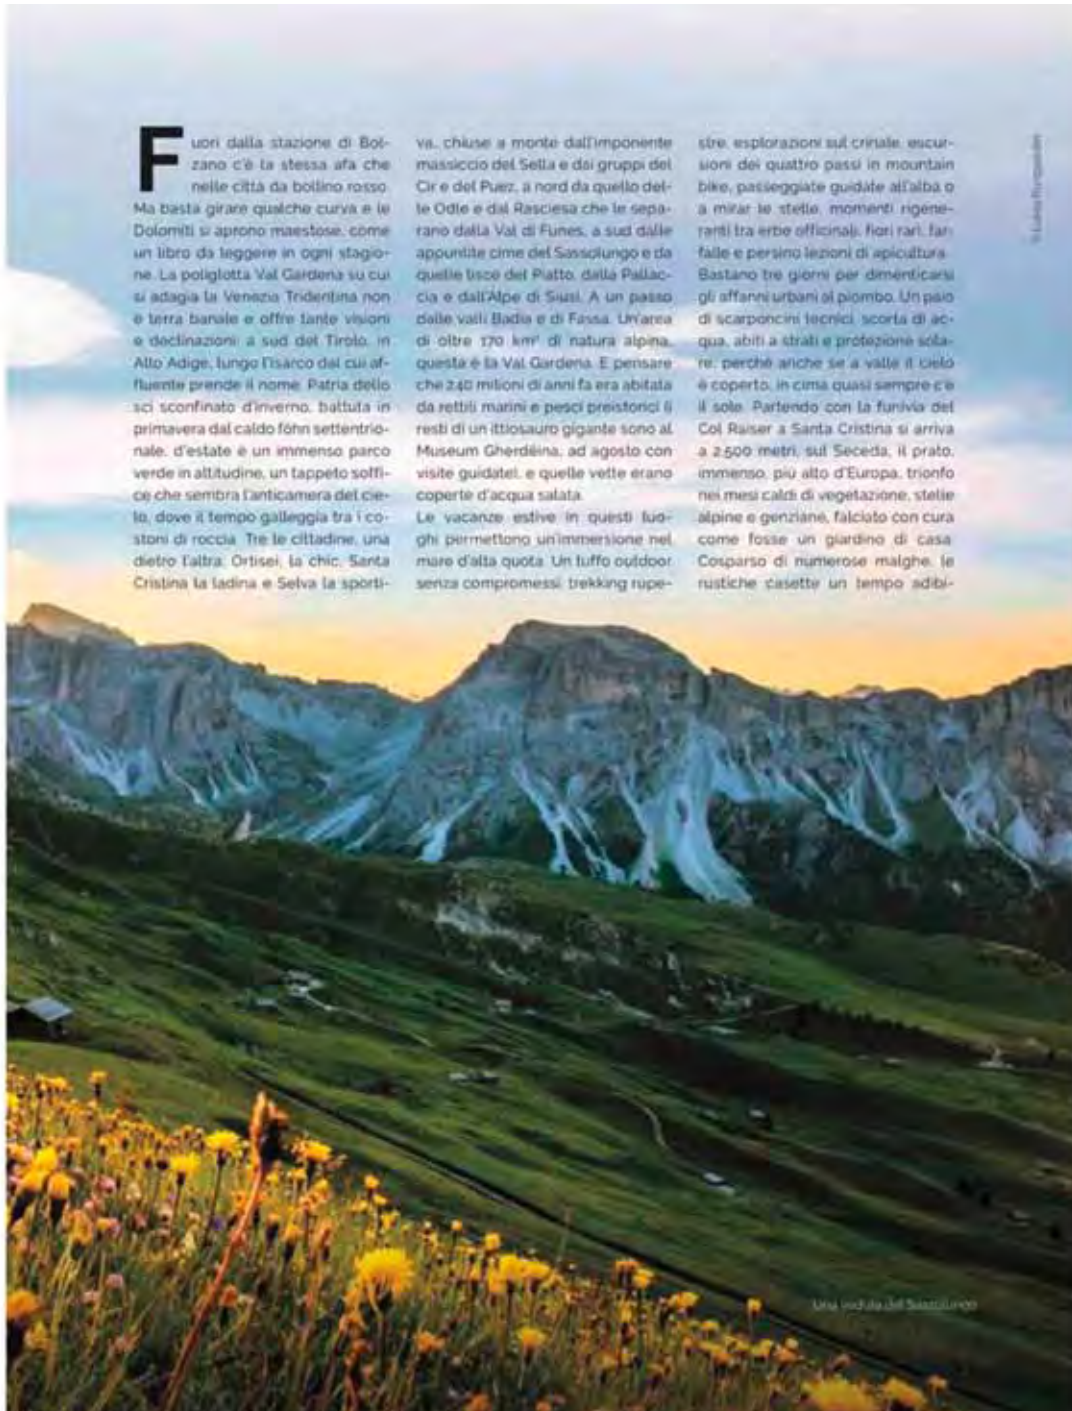 Fuori dalla stazione di Bol-
zano c'è la stessa afa che
nelle città da bollino rosso.
Ma basta girare qualche curva e le
Dolomiti si aprono maestose, come
un libro da leggere in ogni stagio-
ne. La poliglotta Val Gardena su cui
si adagia la Venezia Tridentina non
è terra banale e offre tante visioni
e declinazioni: a sud del Tirolo, in
Alto Adige, lungo l'Isarco dal cui af-
fluente prende il nome. Patria dello
sci sconfinato d'inverno, battuta in
primavera dal caldo föhn settentrio-
nale, d'estate è un immenso parco
verde in altitudine, un tappeto soffi-
ce che sembra l'anticamera del cie-
lo, dove il tempo galleggia tra i co-
stoni di roccia. Tre le cittadine, una
dietro l'altra: Ortisei, la chic, Santa
Cristina la ladina e Selva la sporti-
va, chiuse a monte dall'imponente
massiccio del Sella e dai gruppi del
Cir e del Puez, a nord da quello del-
le Odle e dal Rasciesa che le sepa-
rano dalla Val di Funes, a sud dalle
appuntite cime del Sassolungo e da
quelle lisce del Piatto, dalla Pallac-
cia e dall'Alpe di Siusi. A un passo
dalle valli Badia e di Fassa. Un'area
di oltre 170 km² di natura alpina,
questa è la Val Gardena. E pensare
che 240 milioni di anni fa era abitata
da rettili marini e pesci preistorici (i
resti di un ittiosauro gigante sono al
Museum Gherdëina, ad agosto con
visite guidate), e quelle vette erano
coperte d'acqua salata.
Le vacanze estive in questi luo-
ghi permettono un'immersione nel
mare d'alta quota. Un tuffo outdoor
senza compromessi: trekking rupe-
stre, esplorazioni sul crinale, escur-
sioni dei quattro passi in mountain
bike, passeggiate guidate all'alba o
a mirar le stelle, momenti rigene-
ranti tra erbe officinali, fiori rari, far-
falle e persino lezioni di apicultura.
Bastano tre giorni per dimenticarsi
gli affanni urbani al piombo. Un paio
di scarponcini tecnici, scorta di ac-
qua, abiti a strati e protezione sola-
re, perché anche se a valle il cielo
è coperto, in cima quasi sempre c'è
il sole. Partendo con la funivia del
Col Raiser a Santa Cristina si arriva
a 2.500 metri, sul Seceda, il prato,
immenso, più alto d'Europa, trionfo
nei mesi caldi di vegetazione, stelle
alpine e genziane, falciato con cura
come fosse un giardino di casa.
Cosparso di numerose malghe, le
rustiche casette un tempo adibi-
Una veduta del Sassolungo